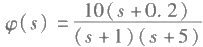 φ(s) = 10(s+0.2) / (s+1)(s+5)